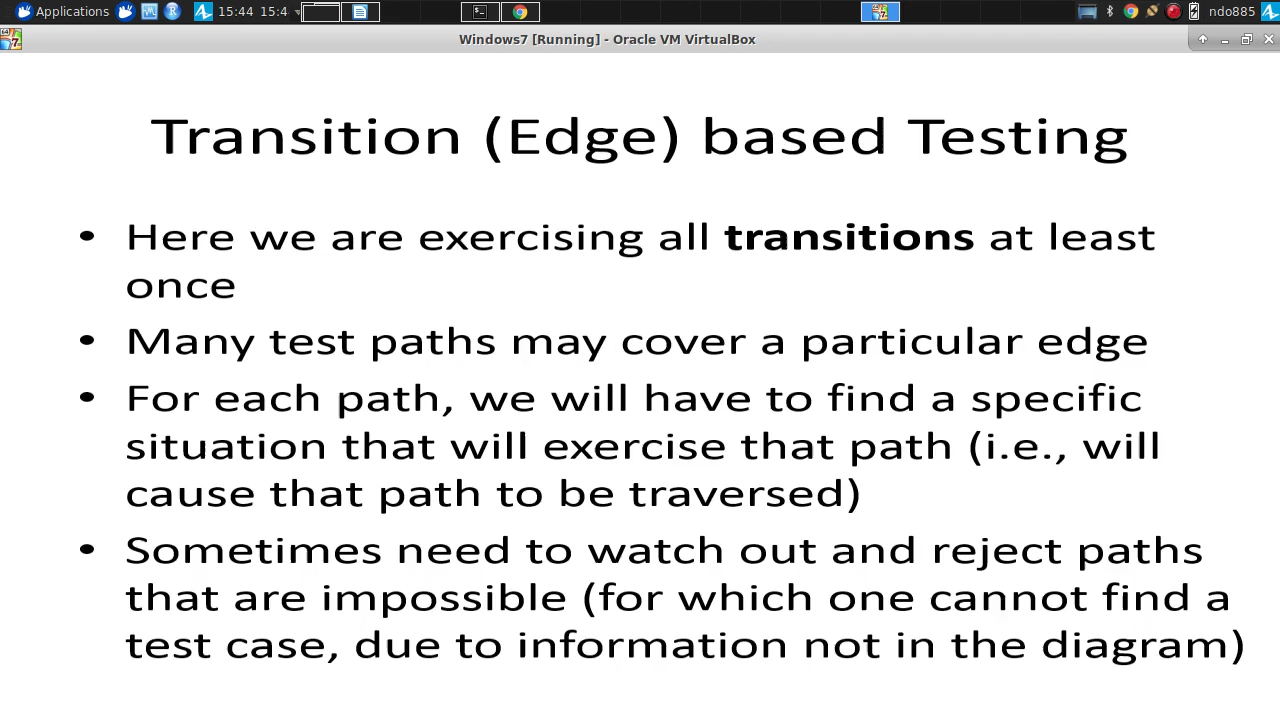 Applications 15:44 15:4 ndo885
Windows7 [Running] - Oracle VM VirtualBox
Transition (Edge) based Testing
• Here we are exercising all transitions at least
once
• Many test paths may cover a particular edge
• For each path, we will have to find a specific
situation that will exercise that path (i.e., will
cause that path to be traversed)
• Sometimes need to watch out and reject paths
that are impossible (for which one cannot find a
test case, due to information not in the diagram)